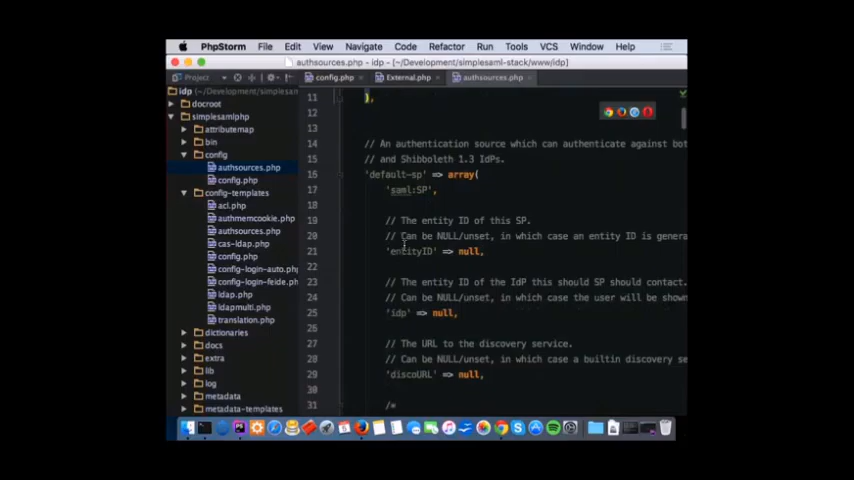 PhpStorm File Edit View Navigate Code Refactor Run Tools VCS Window Help
authsources.php - idp - [~/Development/simplesaml-stack/www/idp]
Project
config.php
External.php
authsources.php
idp (~/Development/simplesam
docroot
simplesamlphp
attributemap
bin
config
authsources.php
config.php
config-templates
acl.php
authmemcookie.php
authsources.php
cas-ldap.php
config.php
config-login-auto.php
config-login-feide.php
ldap.php
ldapmulti.php
translation.php
dictionaries
docs
extra
lib
log
metadata
metadata-templates
11 ),
12
13
14 // An authentication source which can authenticate against bot
15 // and Shibboleth 1.3 IdPs.
16 'default-sp' => array(
17 'saml:SP',
18
19 // The entity ID of this SP.
20 // Can be NULL/unset, in which case an entity ID is genera
21 'entityID' => null,
22
23 // The entity ID of the IdP this should SP should contact.
24 // Can be NULL/unset, in which case the user will be shown
25 'idp' => null,
26
27 // The URL to the discovery service.
28 // Can be NULL/unset, in which case a builtin discovery se
29 'discoURL' => null,
30
31 /*